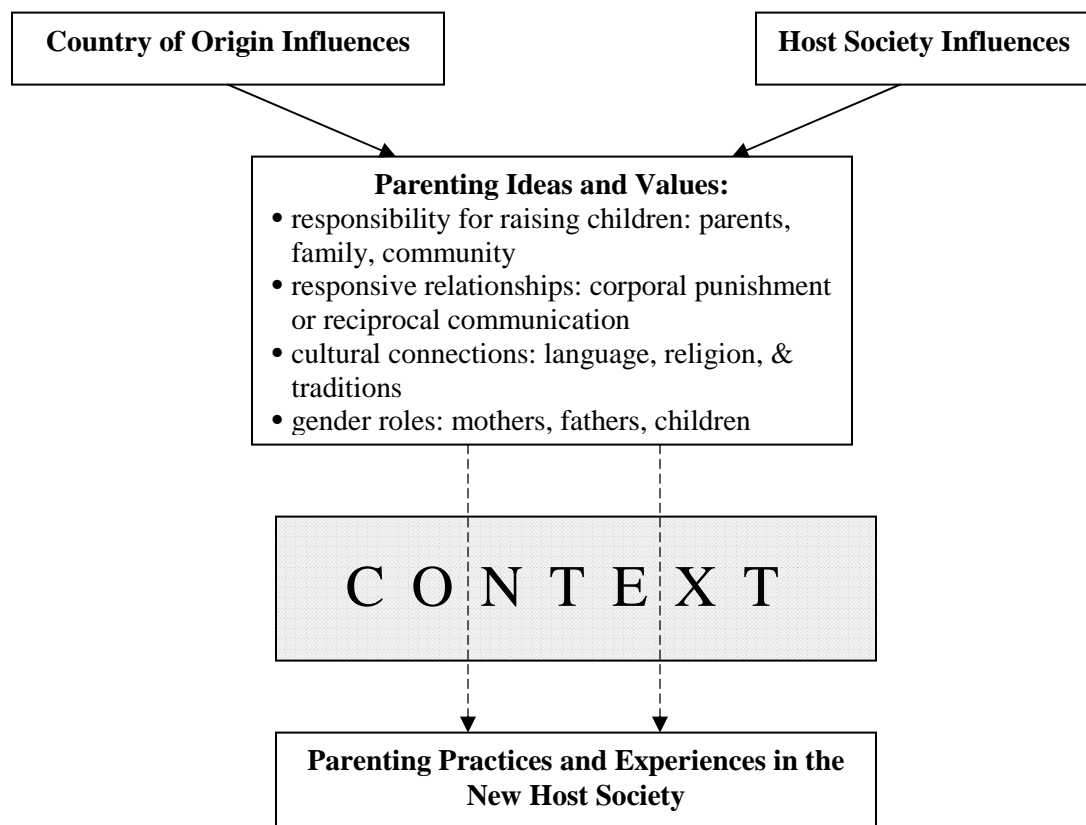 Country of Origin Influences
Host Society Influences
Parenting Ideas and Values:
• responsibility for raising children: parents,
family, community
• responsive relationships: corporal punishment
or reciprocal communication
• cultural connections: language, religion, &
traditions
• gender roles: mothers, fathers, children
C O N T E X T
Parenting Practices and Experiences in the
New Host Society